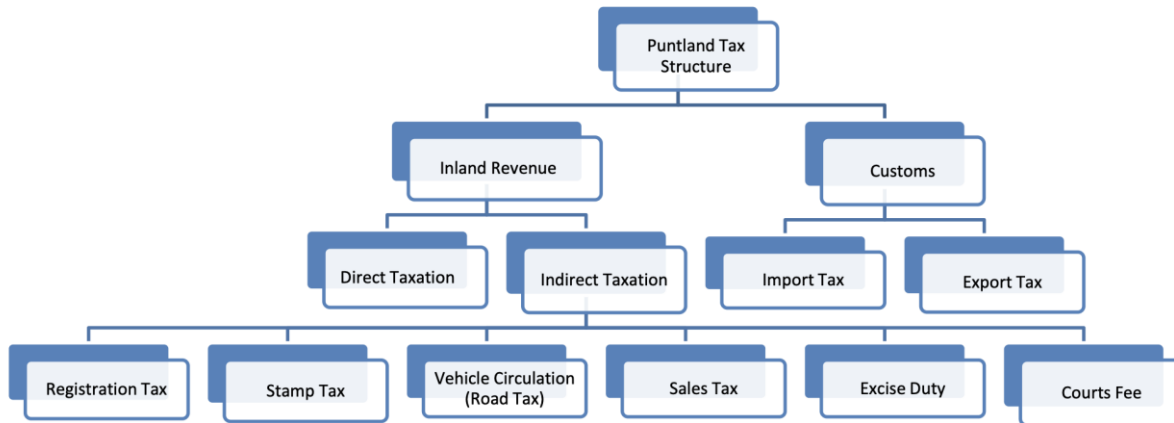 Puntland Tax
Structure
Inland Revenue
Customs
Direct Taxation
Indirect Taxation
Import Tax
Export Tax
Registration Tax
Stamp Tax
Vehicle Circulation
(Road Tax)
Sales Tax
Excise Duty
Courts Fee